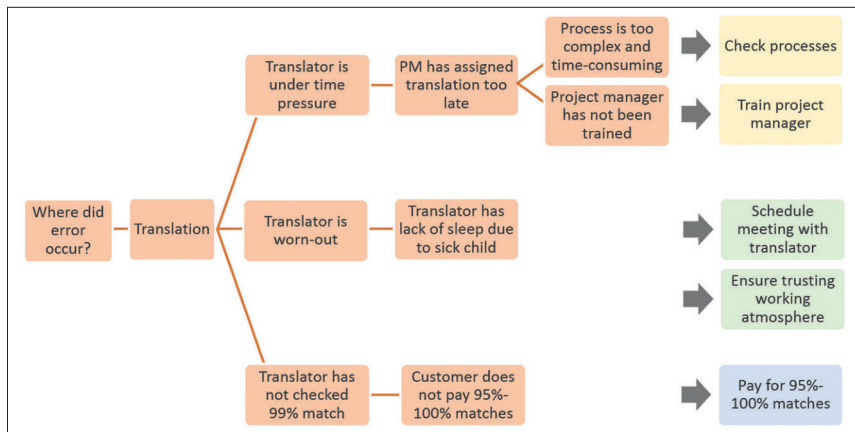 Process is too
complex and
time-consuming
Check processes
Translator is
under time
pressure
PM has assigned
translation too
late
Project manager
has not been
trained
Train project
manager
Where did
error
occur?
Translation
Translator is
worn-out
Translator has
lack of sleep due
to sick child
Schedule
meeting with
translator
Ensure trusting
working
atmosphere
Translator has
not checked
99% match
Customer does
not pay 95%-
100% matches
Pay for 95%-
100% matches